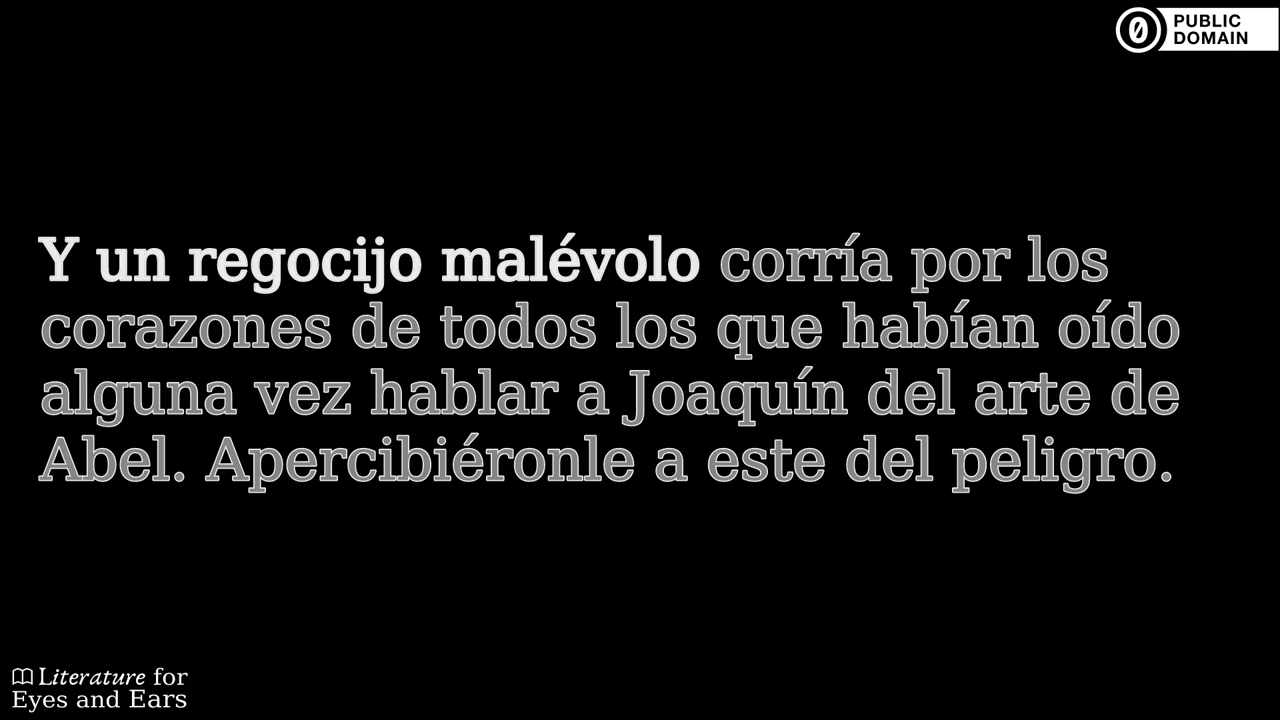 PUBLIC
DOMAIN
Y un regocijo malévolo corría por los
corazones de todos los que habían oído
alguna vez hablar a Joaquín del arte de
Abel. Apercibiéronle a este del peligro.
Literature for
Eyes and Ears